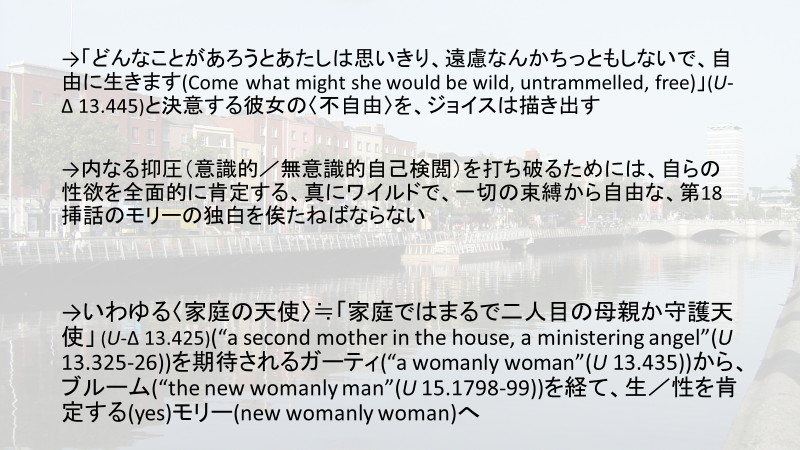 →「どんなことがあろうとあたしは思いきり、遠慮なんかちっともしないで、自
由に生きます(Come what might she would be wild, untrammelled, free)」(U-
Δ 13.445)と決意する彼女の〈不自由〉を、ジョイスは描き出す
→内なる抑圧（意識的／無意識的自己検閲）を打ち破るためには、自らの
性欲を全面的に肯定する、真にワイルドで、一切の束縛から自由な、第18
挿話のモリーの独白を俟たねばならない
→いわゆる〈家庭の天使〉≒「家庭ではまるで二人目の母親か守護天
使」(U-Δ 13.425)(“a second mother in the house, a ministering angel”(U
13.325-26))を期待されるガーティ(“a womanly woman”(U 13.435))から、
ブルーム(“the new womanly man”(U 15.1798-99))を経て、生／性を肯
定する(yes)モリー(new womanly woman)へ